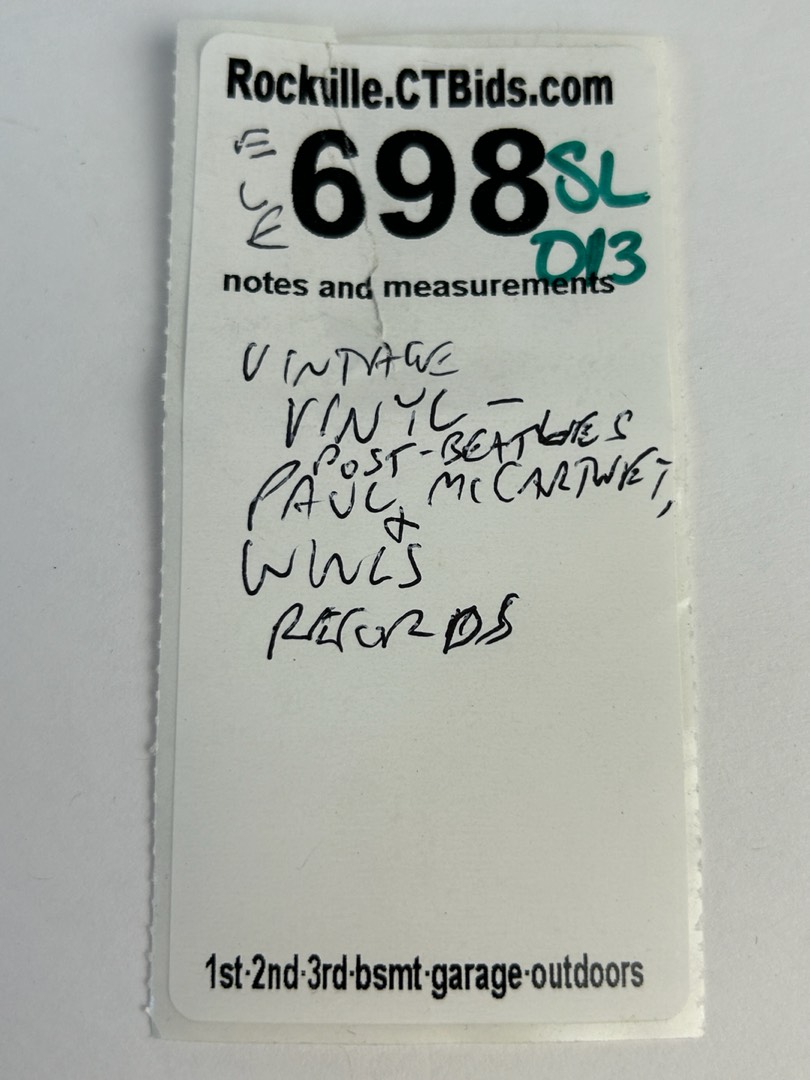 Rockville.CTBids.com
E
L
E
698 SL
D13
notes and measurements
VINTAGE
VINYL -
POST-BEATLES
PAUL McCARTNEY,
&
RECORDS
1st·2nd·3rd·bsmt·garage·outdoors